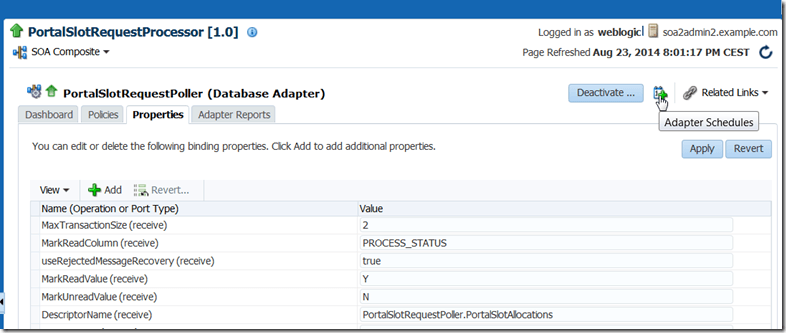 PortalSlotRequestProcessor [1.0]
Logged in as weblogic| soa2admin2.example.com
SOA Composite
Page Refreshed Aug 23, 2014 8:01:17 PM CEST
PortalSlotRequestPoller (Database Adapter)
Deactivate ...
Related Links
Adapter Schedules
Dashboard Policies Properties Adapter Reports
You can edit or delete the following binding properties. Click Add to add additional properties.
Apply Revert
View Add Revert...
Name (Operation or Port Type) Value
MaxTransactionSize (receive) 2
MarkReadColumn (receive) PROCESS_STATUS
useRejectedMessageRecovery (receive) true
MarkReadValue (receive) Y
MarkUnreadValue (receive) N
DescriptorName (receive) PortalSlotRequestPoller.PortalSlotAllocations